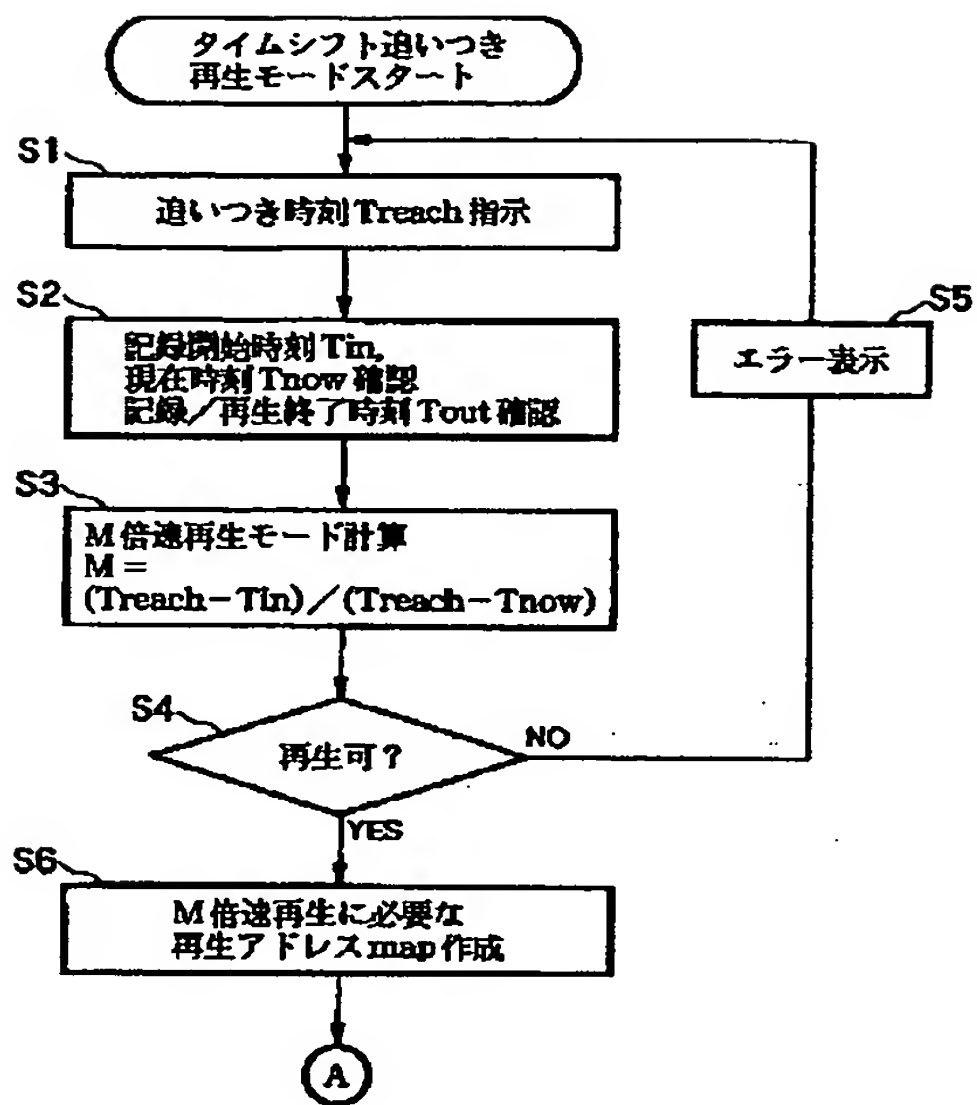 タイムシフト追いつき
再生モードスタート
S1
追いつき時刻Treach指示
S2
記録開始時刻Tin,
現在時刻Tnow確認
記録／再生終了時刻Tout確認
S5
エラー表示
S3
M倍速再生モード計算
M＝
(Treach−Tin)／(Treach−Tnow)
S4
再生可？
NO
YES
S6
M倍速再生に必要な
再生アドレスmap作成
A